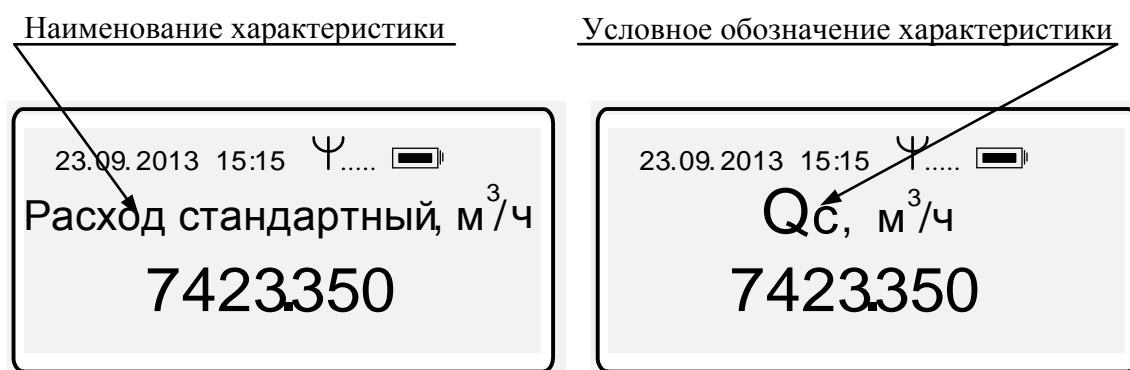 Наименование характеристики
Условное обозначение характеристики
23.09.2013 15:15 .....
Расход стандартный, м³/ч
7423.350
23.09.2013 15:15 .....
Qс, м³/ч
7423.350